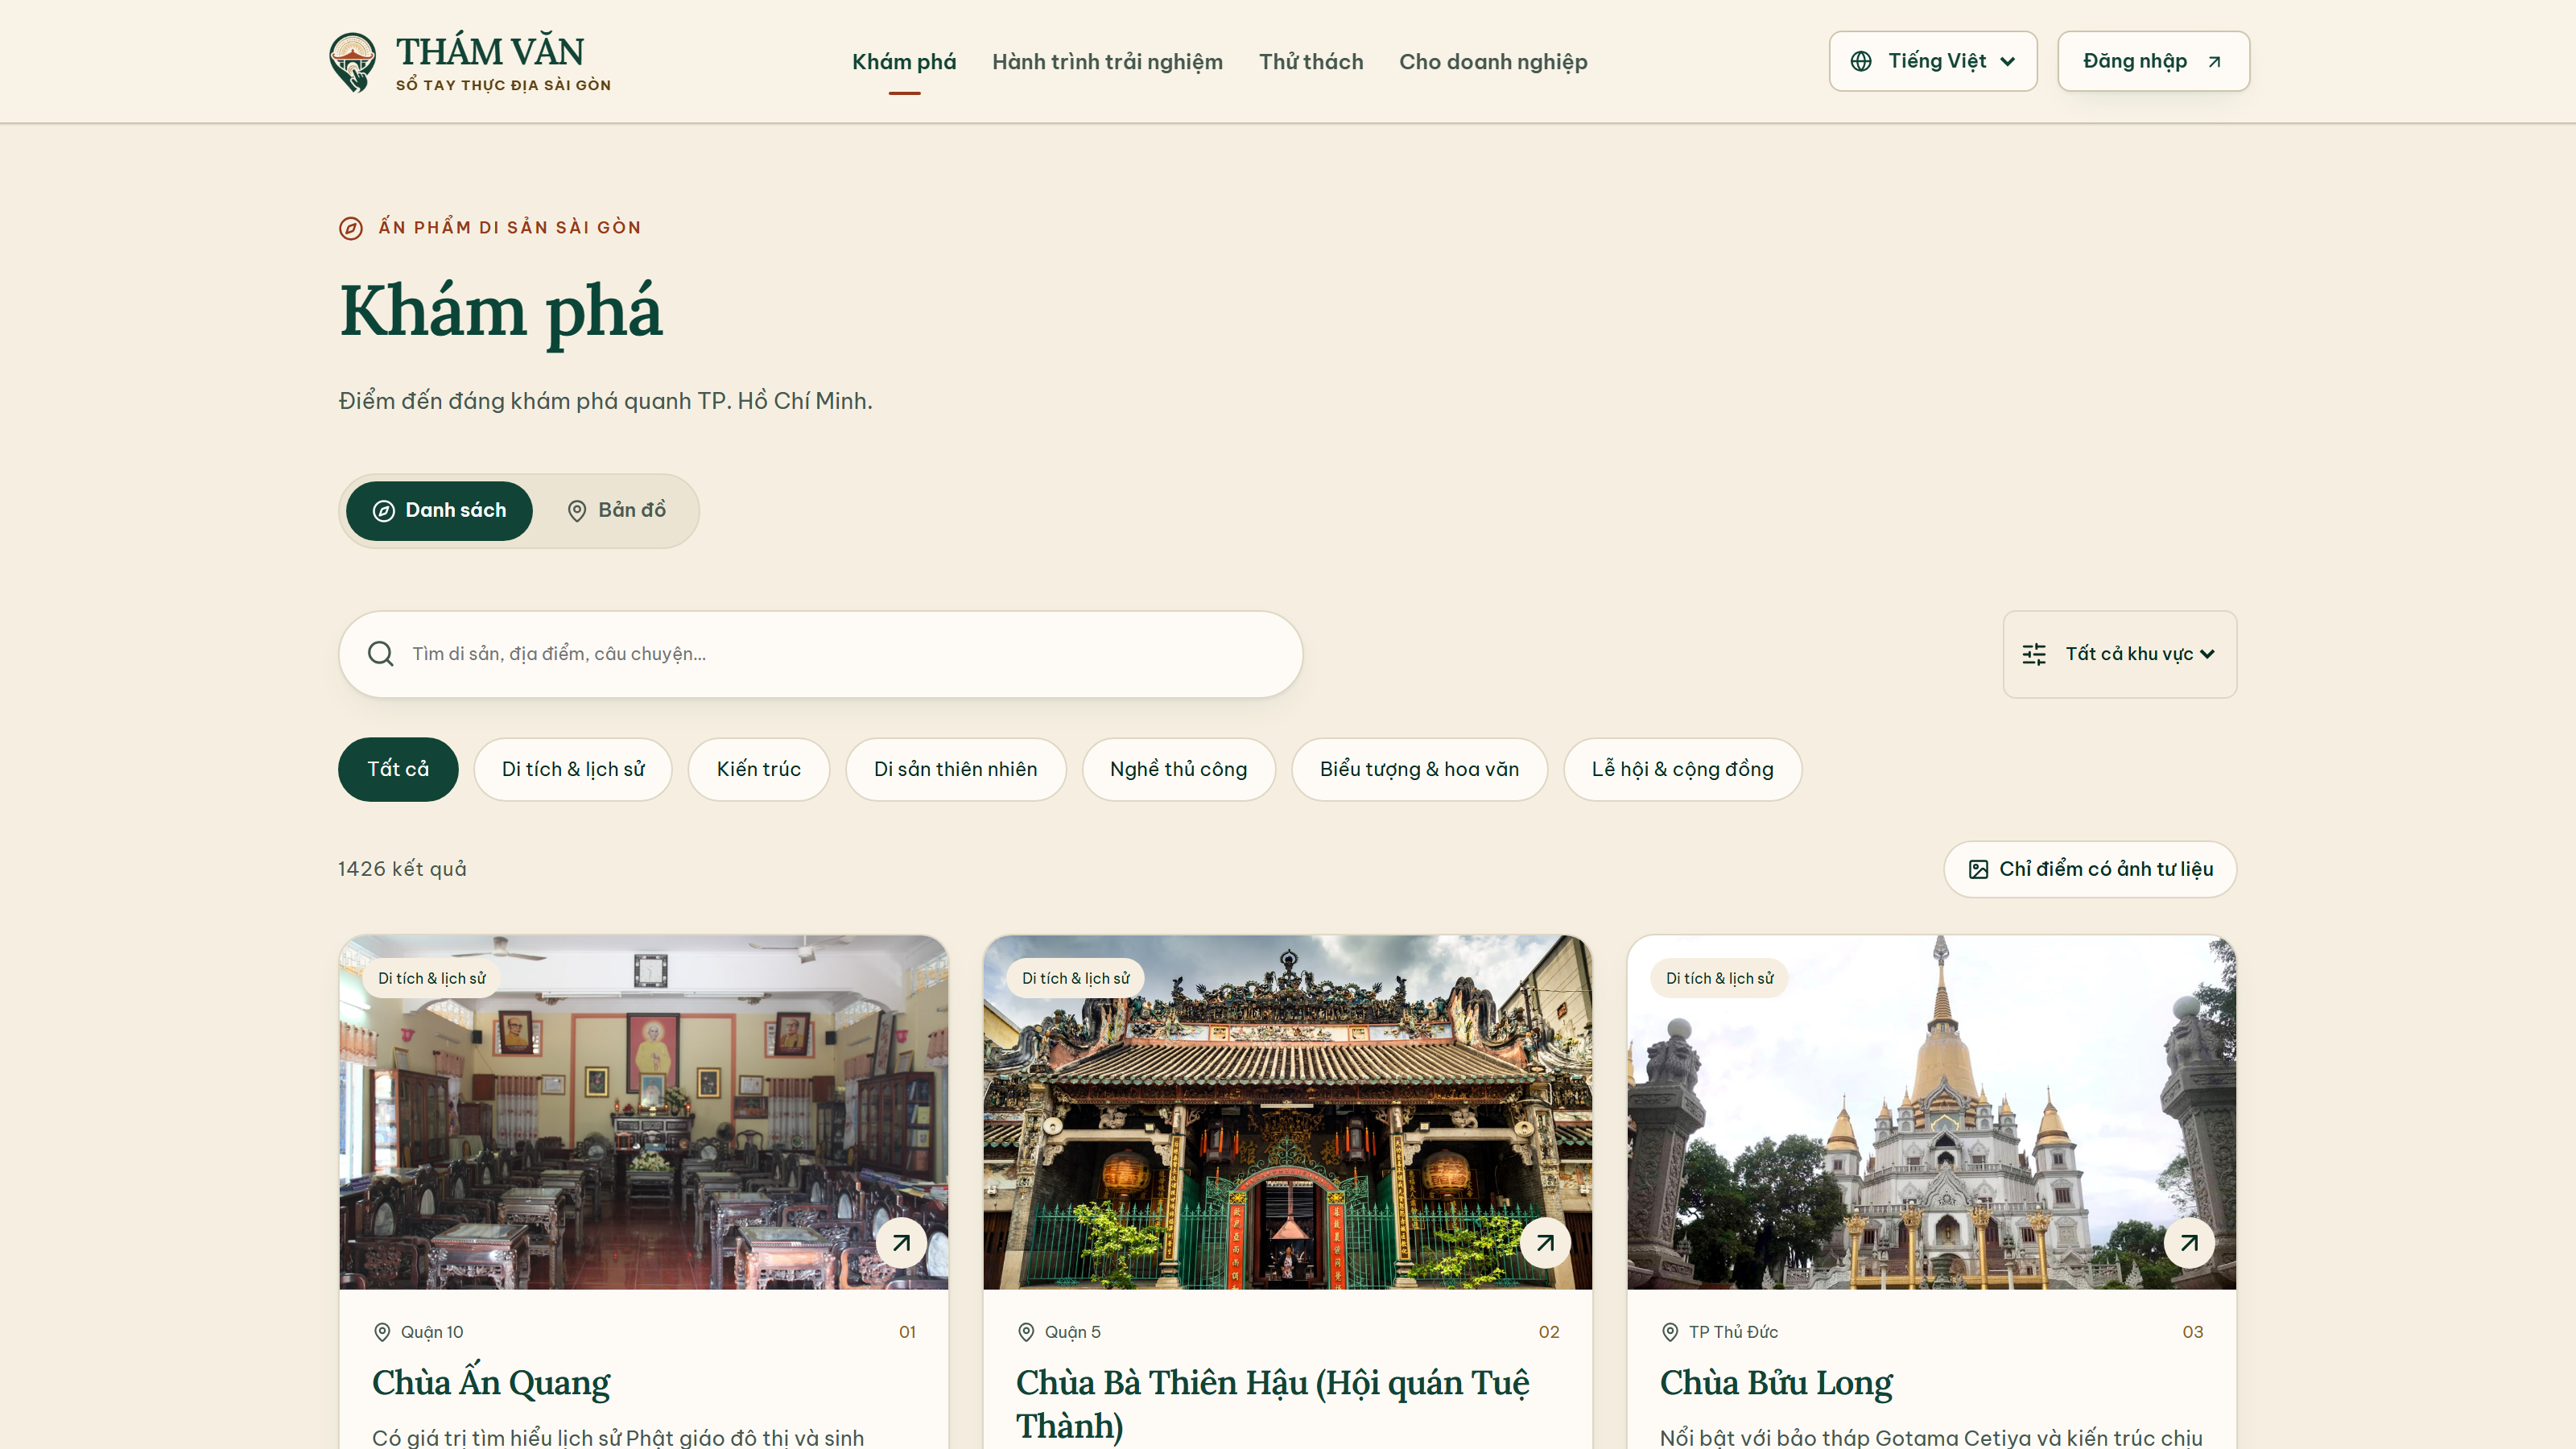 THÁM VĂN
SỔ TAY THỰC ĐỊA SÀI GÒN
Khám phá
Hành trình trải nghiệm
Thử thách
Cho doanh nghiệp
Tiếng Việt
Đăng nhập
ẤN PHẨM DI SẢN SÀI GÒN
Khám phá
Điểm đến đáng khám phá quanh TP. Hồ Chí Minh.
Danh sách
Bản đồ
Tìm di sản, địa điểm, câu chuyện...
Tất cả khu vực
Tất cả
Di tích & lịch sử
Kiến trúc
Di sản thiên nhiên
Nghề thủ công
Biểu tượng & hoa văn
Lễ hội & cộng đồng
1426 kết quả
Chỉ điểm có ảnh tư liệu
Di tích & lịch sử
Di tích & lịch sử
Di tích & lịch sử
Quận 10
01
Quận 5
02
TP Thủ Đức
03
Chùa Ấn Quang
Chùa Bà Thiên Hậu (Hội quán Tuệ
Thành)
Chùa Bửu Long
Có giá trị tìm hiểu lịch sử Phật giáo đô thị và sinh
Nổi bật với bảo tháp Gotama Cetiya và kiến trúc chịu